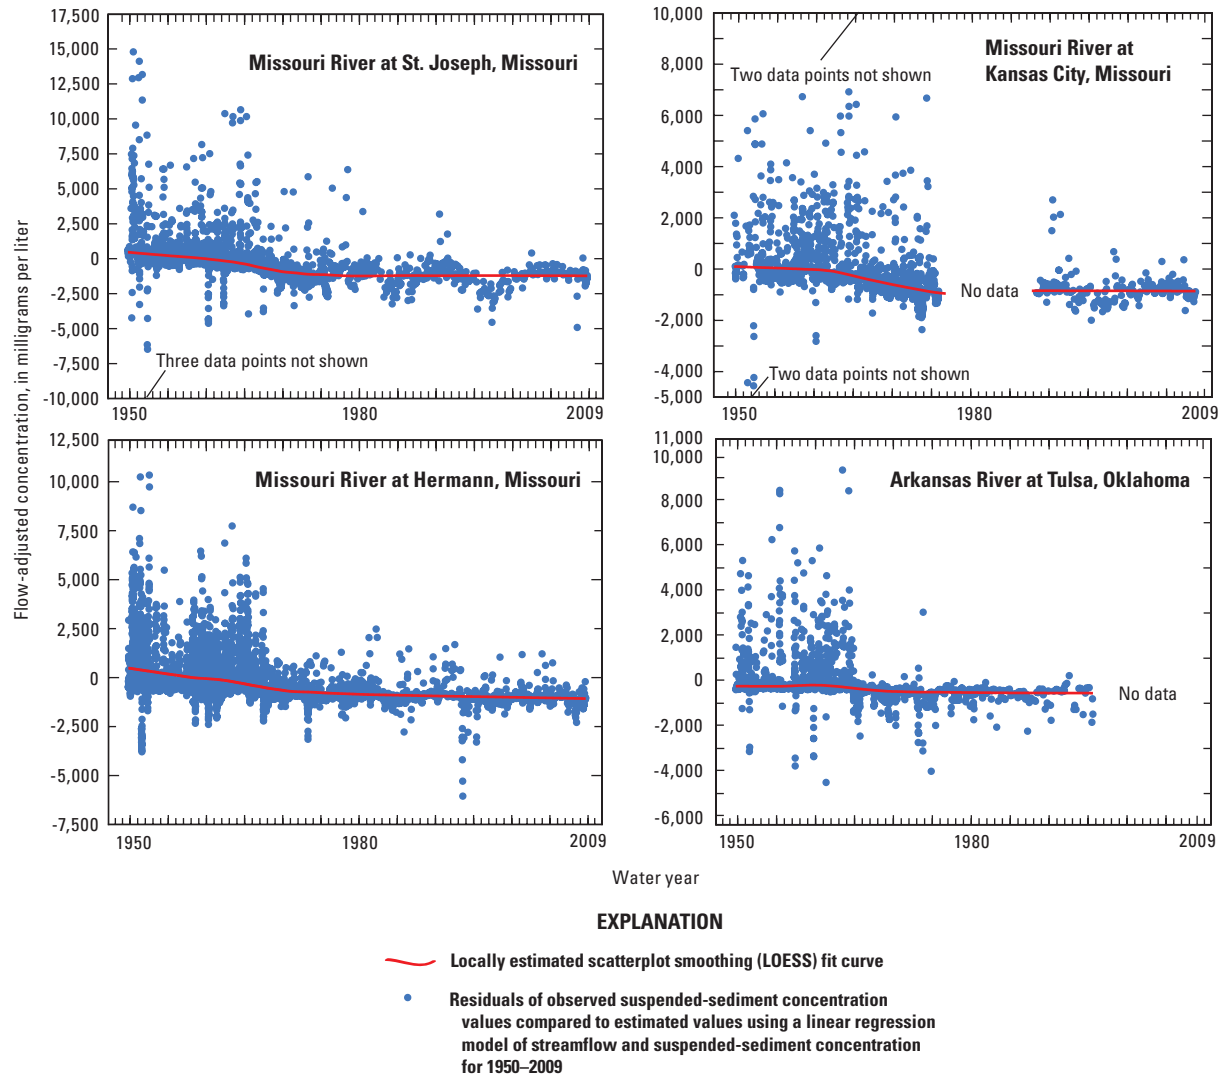 Flow-adjusted concentration, in milligrams per liter
17,500
15,000
12,500
10,000
7,500
5,000
2,500
0
-2,500
-5,000
-7,500
-10,000
Missouri River at St. Joseph, Missouri
Three data points not shown
1950
1980
2009
10,000
8,000
6,000
4,000
2,000
0
-2,000
-4,000
-5,000
Missouri River at
Kansas City, Missouri
Two data points not shown
No data
Two data points not shown
1950
1980
2009
12,500
10,000
7,500
5,000
2,500
0
-2,500
-5,000
-7,500
Missouri River at Hermann, Missouri
1950
1980
2009
11,000
10,000
8,000
6,000
4,000
2,000
0
-2,000
-4,000
-6,000
Arkansas River at Tulsa, Oklahoma
No data
1950
1980
2009
Water year
EXPLANATION
Locally estimated scatterplot smoothing (LOESS) fit curve
Residuals of observed suspended-sediment concentration
values compared to estimated values using a linear regression
model of streamflow and suspended-sediment concentration
for 1950–2009